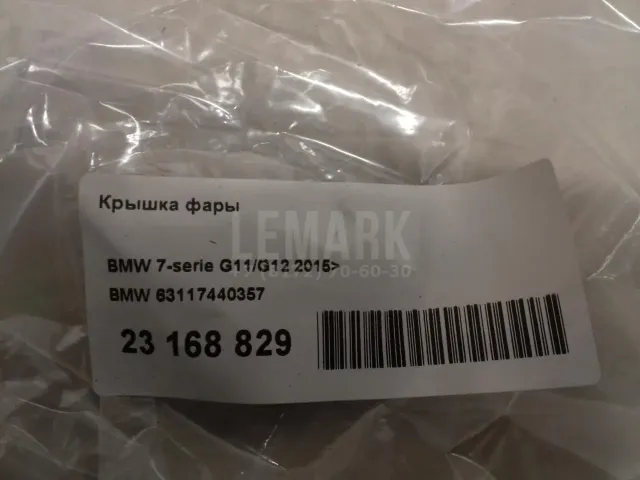 Крышка фары
LEMARK
BMW 7-serie G11/G12 2015>
BMW 63117440357
23 168 829